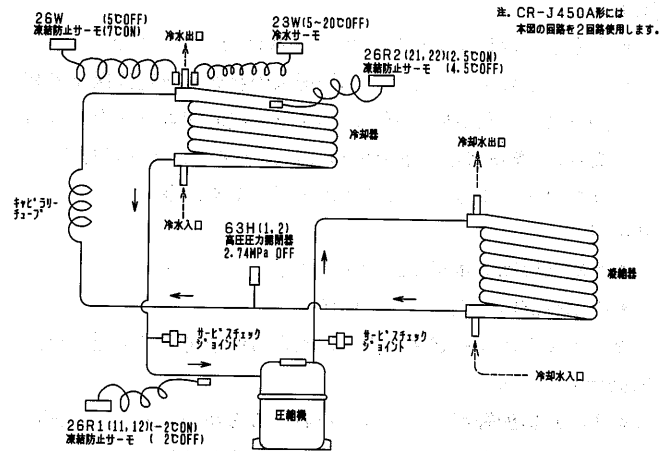 26W (5℃OFF)
凍結防止サーモ(7℃ON)
冷水出口
23W(5~20℃OFF)
冷水サーモ
注. CR-J450A形には
本図の回路を2回路使用します。
26R2(21,22)(2.5℃ON)
凍結防止サーモ (4.5℃OFF)
冷却器
冷却水出口
キャピラリー
チューブ
冷水入口
63H(1,2)
高圧圧力開閉器
2.74MPa OFF
凝縮器
サービスチェック
ジョイント
サービスチェック
ジョイント
冷却水入口
圧縮機
26R1(11,12)(-2℃ON)
凍結防止サーモ ( 2℃OFF)